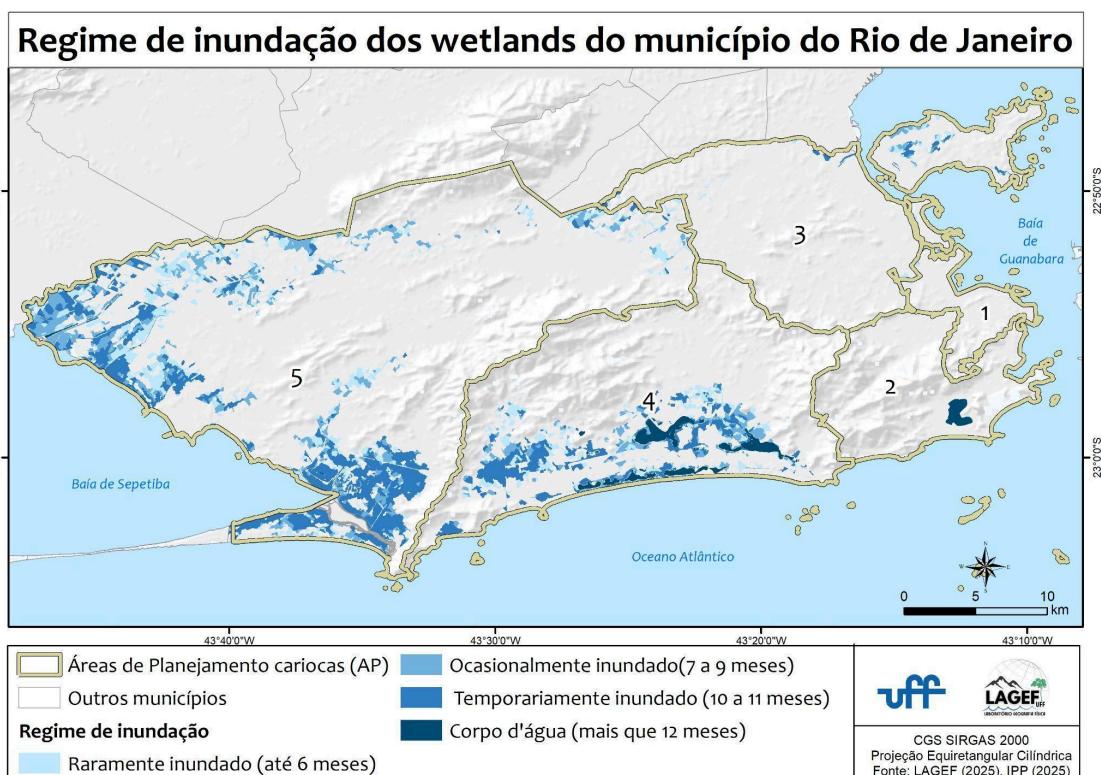 Regime de inundação dos wetlands do município do Rio de Janeiro
22°50'0"S
3
Baía
de
Guanabara
1
2
5
4
23°0'0"S
Baía de Sepetiba
Oceano Atlântico
N
W
E
S
0 5 10
km
43°40'0"W 43°30'0"W 43°20'0"W 43°10'0"W
Áreas de Planejamento cariocas (AP)
Outros municípios
Regime de inundação
Raramente inundado (até 6 meses)
Ocasionalmente inundado(7 a 9 meses)
Temporariamente inundado (10 a 11 meses)
Corpo d'água (mais que 12 meses)
uff
LAGEF
UFF
LABORATÓRIO GEOGRAFIA FÍSICA
CGS SIRGAS 2000
Projeção Equiretangular Cilíndrica
Fonte: LAGEF (2025), IPP (2025)